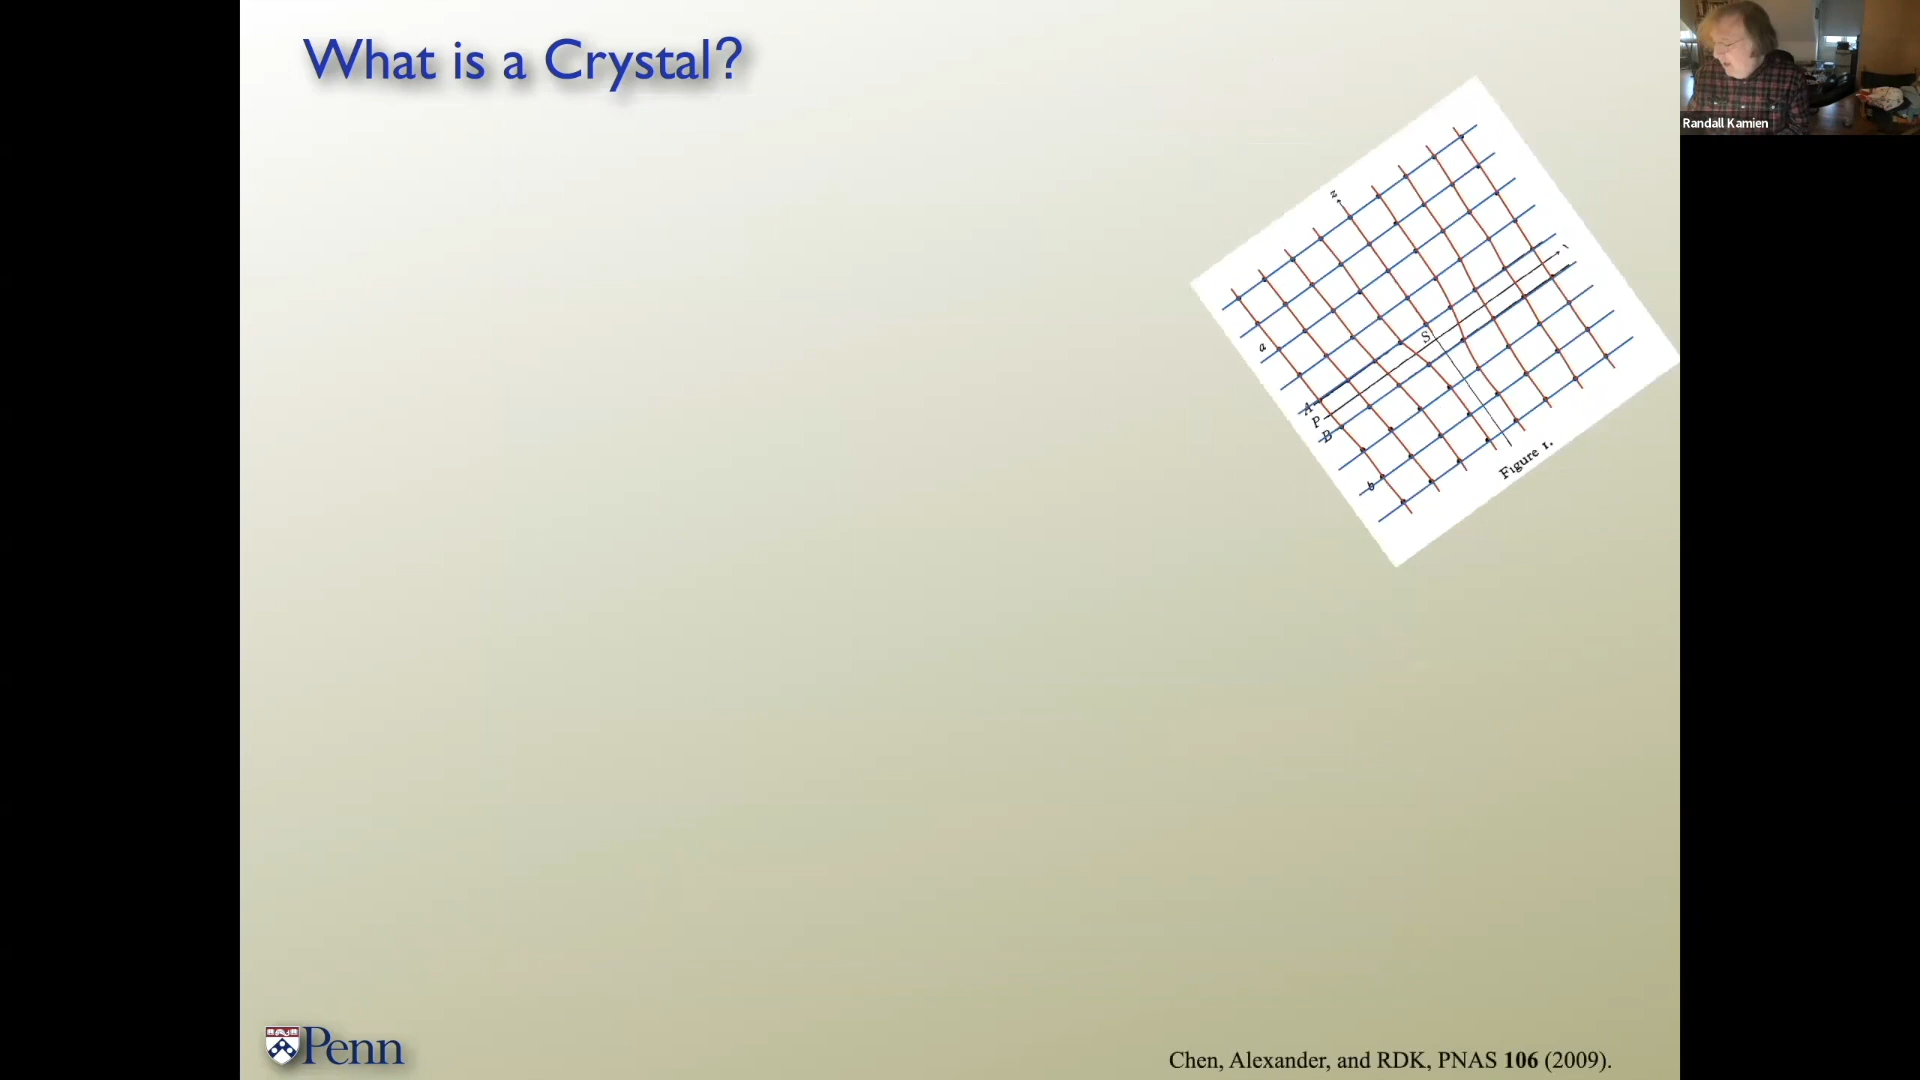 What is a Crystal?
Randall Kamien
z
a
S
A
P
B
b
Figure 1.
Penn
Chen, Alexander, and RDK, PNAS 106 (2009).